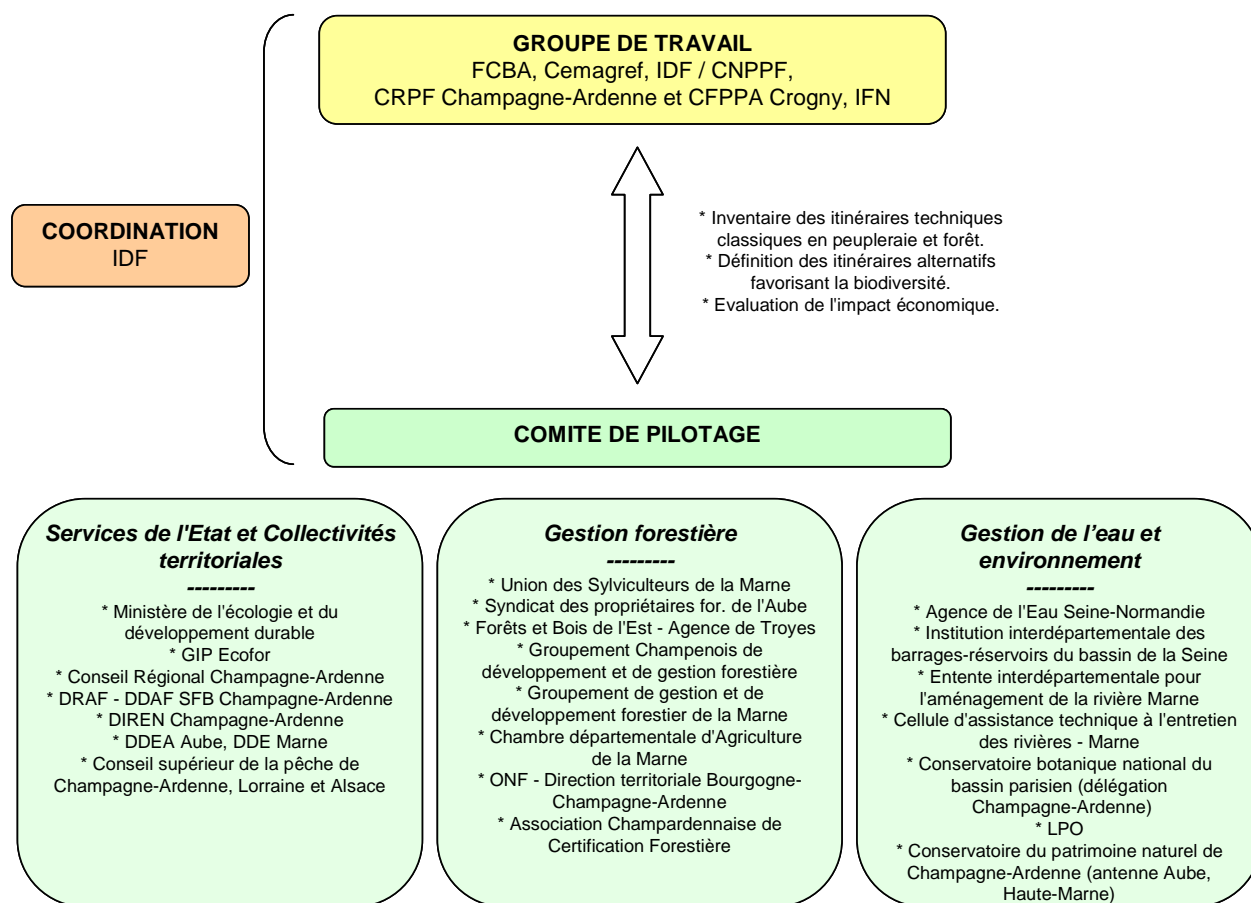 GROUPE DE TRAVAIL
FCBA, Cemagref, IDF / CNPPF,
CRPF Champagne-Ardenne et CFPPA Crogny, IFN
COORDINATION
IDF
* Inventaire des itinéraires techniques
classiques en peupleraie et forêt.
* Définition des itinéraires alternatifs
favorisant la biodiversité.
* Evaluation de l'impact économique.
COMITE DE PILOTAGE
Services de l'Etat et Collectivités
territoriales
---------
* Ministère de l'écologie et du
développement durable
* GIP Ecofor
* Conseil Régional Champagne-Ardenne
* DRAF - DDAF SFB Champagne-Ardenne
* DIREN Champagne-Ardenne
* DDEA Aube, DDE Marne
* Conseil supérieur de la pêche de
Champagne-Ardenne, Lorraine et Alsace
Gestion forestière
---------
* Union des Sylviculteurs de la Marne
* Syndicat des propriétaires for. de l'Aube
* Forêts et Bois de l'Est - Agence de Troyes
* Groupement Champenois de
développement et de gestion forestière
* Groupement de gestion et de
développement forestier de la Marne
* Chambre départementale d'Agriculture
de la Marne
* ONF - Direction territoriale Bourgogne-
Champagne-Ardenne
* Association Champardennaise de
Certification Forestière
Gestion de l'eau et
environnement
---------
* Agence de l'Eau Seine-Normandie
* Institution interdépartementale des
barrages-réservoirs du bassin de la Seine
* Entente interdépartementale pour
l'aménagement de la rivière Marne
* Cellule d'assistance technique à l'entretien
des rivières - Marne
* Conservatoire botanique national du
bassin parisien (délégation
Champagne-Ardenne)
* LPO
* Conservatoire du patrimoine naturel de
Champagne-Ardenne (antenne Aube,
Haute-Marne)